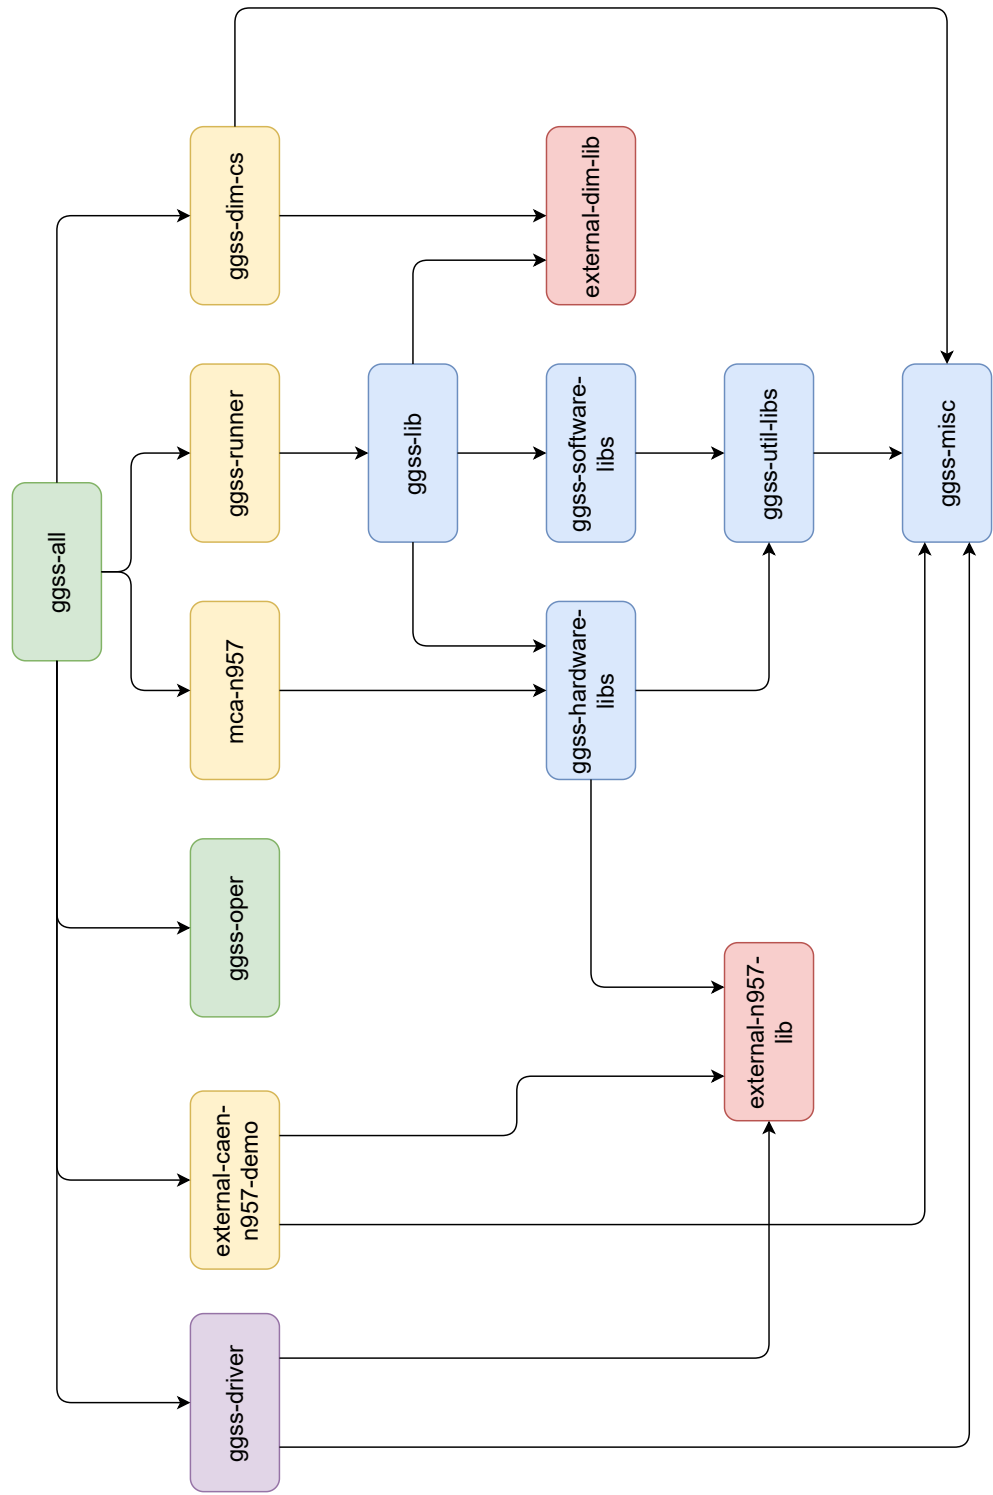 ggss-all
ggss-driver
external-caen-
n957-demo
ggss-oper
mca-n957
ggss-runner
ggss-dim-cs
ggss-lib
ggss-hardware-
libs
ggss-software-
libs
external-dim-lib
external-n957-
lib
ggss-util-libs
ggss-misc